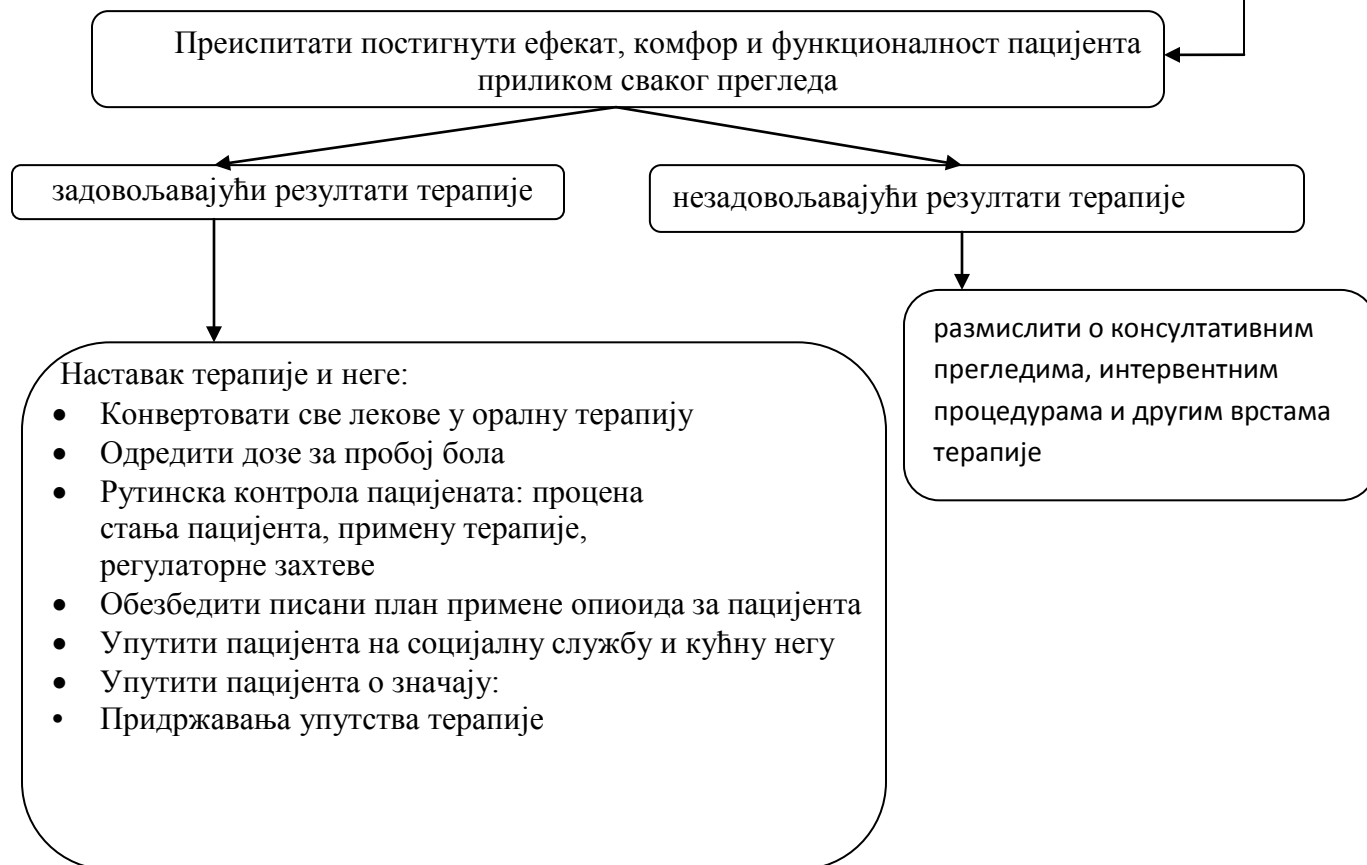 Преиспитати постигнути ефекат, комфор и функционалност пацијента
приликом сваког прегледа
задовољавајући резултати терапије
незадовољавајући резултати терапије
Наставак терапије и неге:
• Конвертовати све лекове у оралну терапију
• Одредити дозе за пробој бола
• Рутинска контрола пацијената: процена
стања пацијента, примену терапије,
регулаторне захтеве
• Обезбедити писани план примене опиоида за пацијента
• Упутити пацијента на социјалну службу и кућну негу
• Упутити пацијента о значају:
• Придржавања упутства терапије
размислити о консултативним
прегледима, интервентним
процедурама и другим врстама
терапије